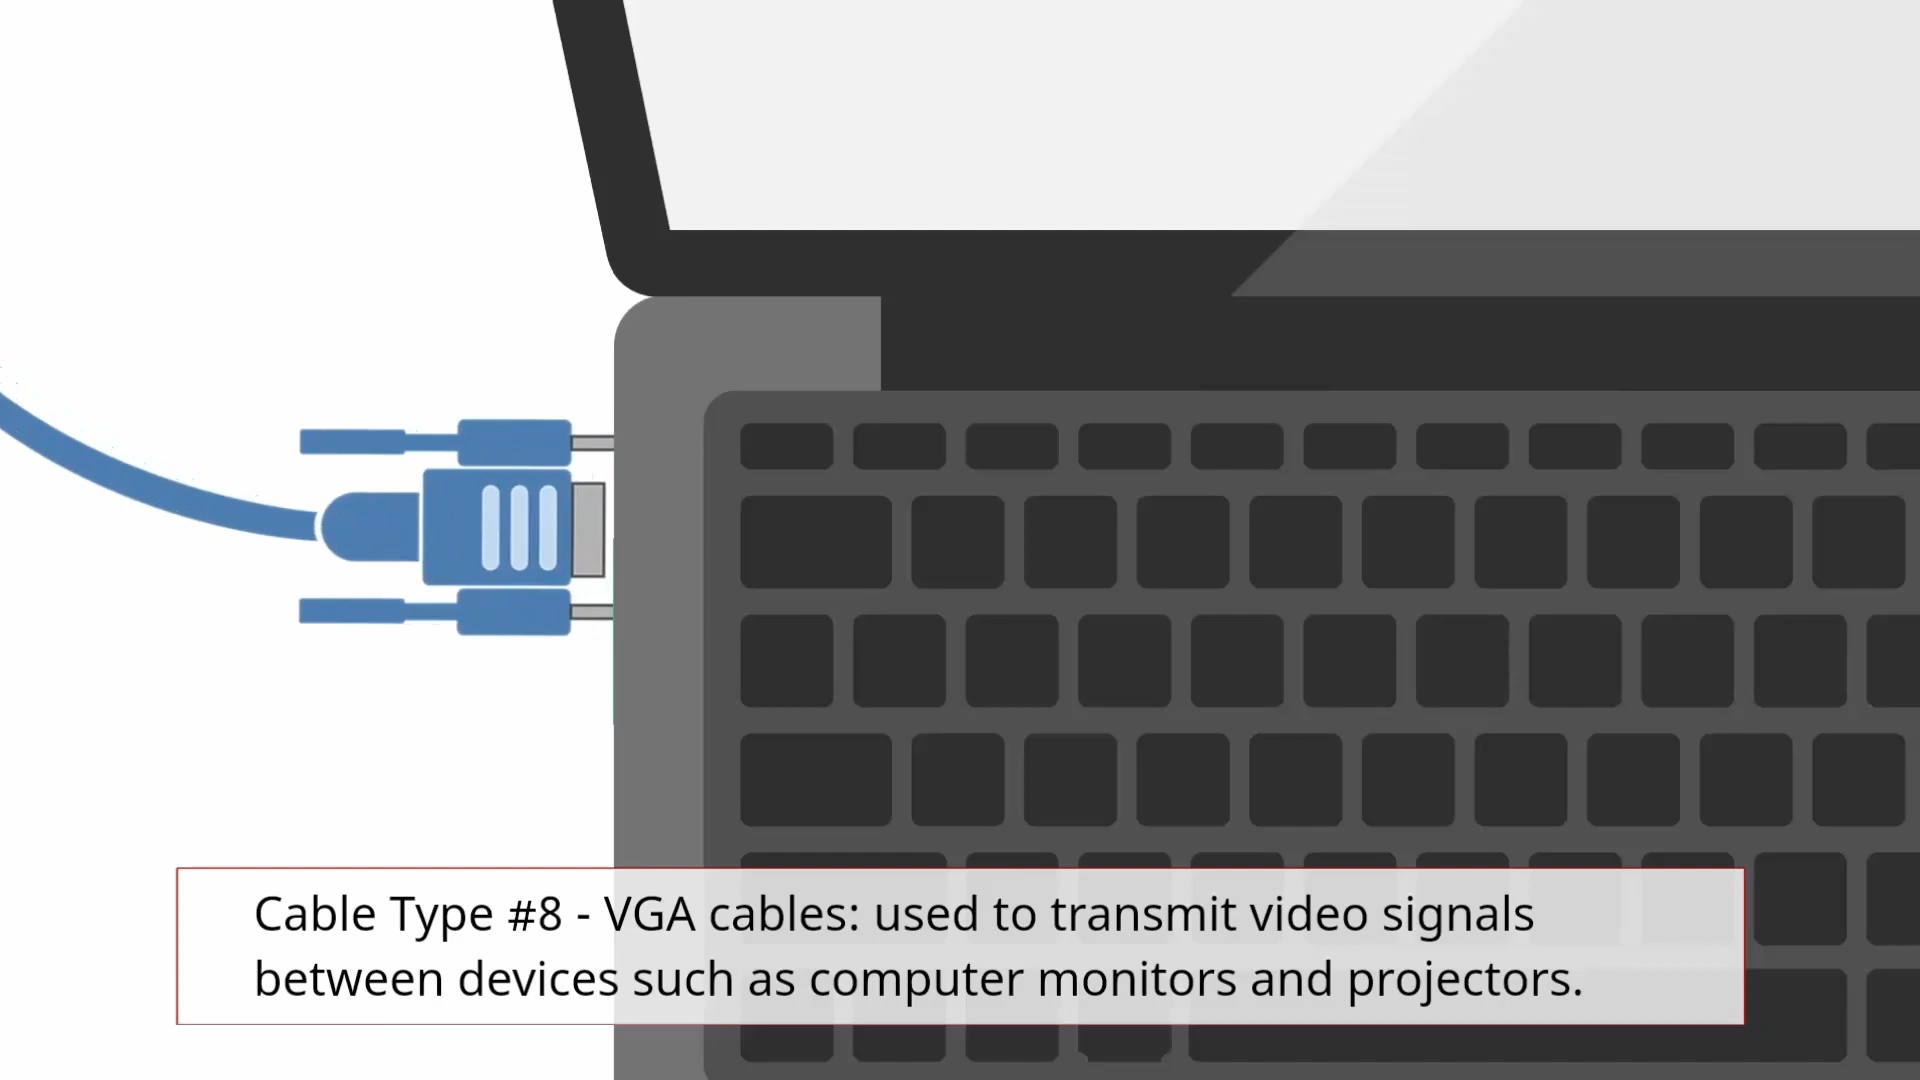 Cable Type #8 - VGA cables: used to transmit video signals
between devices such as computer monitors and projectors.